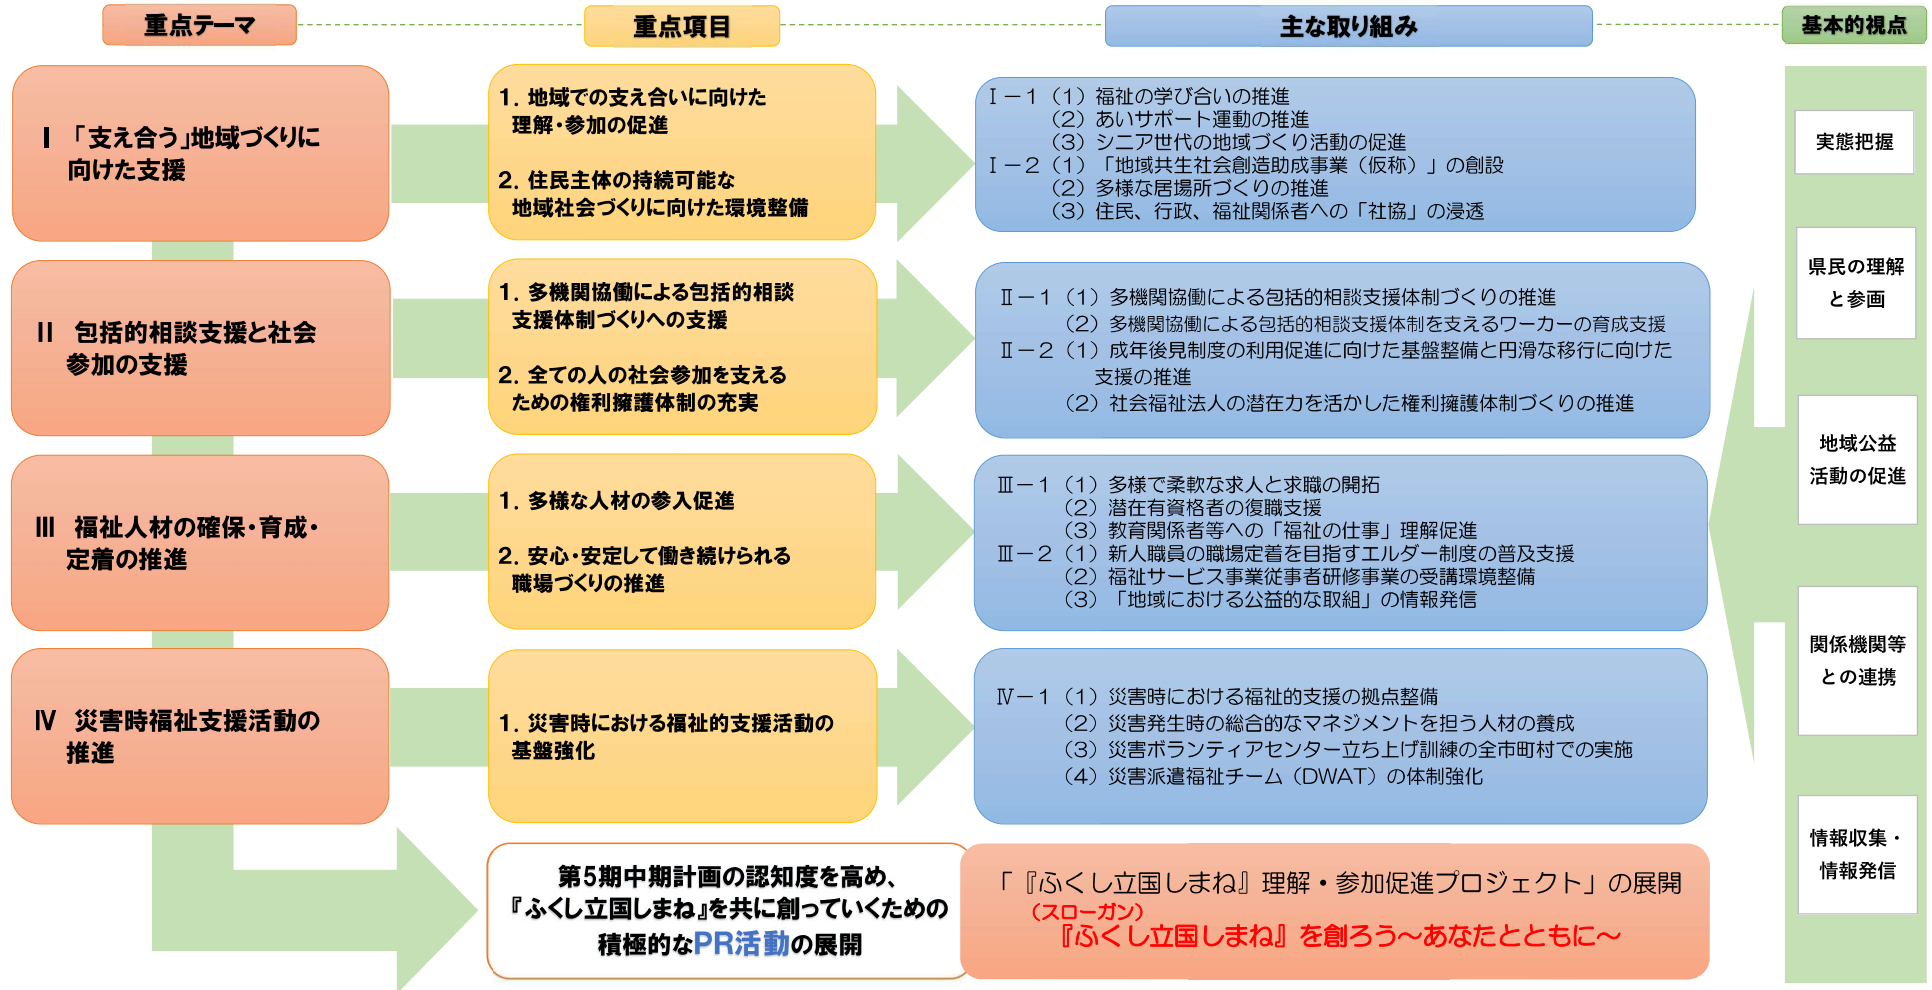 重点テーマ
重点項目
主な取り組み
基本的視点
Ⅰ 「支え合う」地域づくりに
向けた支援
1．地域での支え合いに向けた
理解・参加の促進
2．住民主体の持続可能な
地域社会づくりに向けた環境整備
Ⅰ－1（1）福祉の学び合いの推進
（2）あいサポート運動の推進
（3）シニア世代の地域づくり活動の促進
Ⅰ－2（1）「地域共生社会創造助成事業（仮称）」の創設
（2）多様な居場所づくりの推進
（3）住民、行政、福祉関係者への「社協」の浸透
Ⅱ 包括的相談支援と社会
参加の支援
1．多機関協働による包括的相談
支援体制づくりへの支援
2．全ての人の社会参加を支える
ための権利擁護体制の充実
Ⅱ－1（1）多機関協働による包括的相談支援体制づくりの推進
（2）多機関協働による包括的相談支援体制を支えるワーカーの育成支援
Ⅱ－2（1）成年後見制度の利用促進に向けた基盤整備と円滑な移行に向けた
支援の推進
（2）社会福祉法人の潜在力を活かした権利擁護体制づくりの推進
Ⅲ 福祉人材の確保・育成・
定着の推進
1．多様な人材の参入促進
2．安心・安定して働き続けられる
職場づくりの推進
Ⅲ－1（1）多様で柔軟な求人と求職の開拓
（2）潜在有資格者の復職支援
（3）教育関係者等への「福祉の仕事」理解促進
Ⅲ－2（1）新人職員の職場定着を目指すエルダー制度の普及支援
（2）福祉サービス事業従事者研修事業の受講環境整備
（3）「地域における公益的な取組」の情報発信
Ⅳ 災害時福祉支援活動の
推進
1．災害時における福祉的支援活動の
基盤強化
Ⅳ－1（1）災害時における福祉的支援の拠点整備
（2）災害発生時の総合的なマネジメントを担う人材の養成
（3）災害ボランティアセンター立ち上げ訓練の全市町村での実施
（4）災害派遣福祉チーム（DWAT）の体制強化
第5期中期計画の認知度を高め、
『ふくし立国しまね』を共に創っていくための
積極的なPR活動の展開
「『ふくし立国しまね』理解・参加促進プロジェクト」の展開
（スローガン）
『ふくし立国しまね』を創ろう～あなたとともに～
実態把握
県民の理解
と参画
地域公益
活動の促進
関係機関等
との連携
情報収集・
情報発信